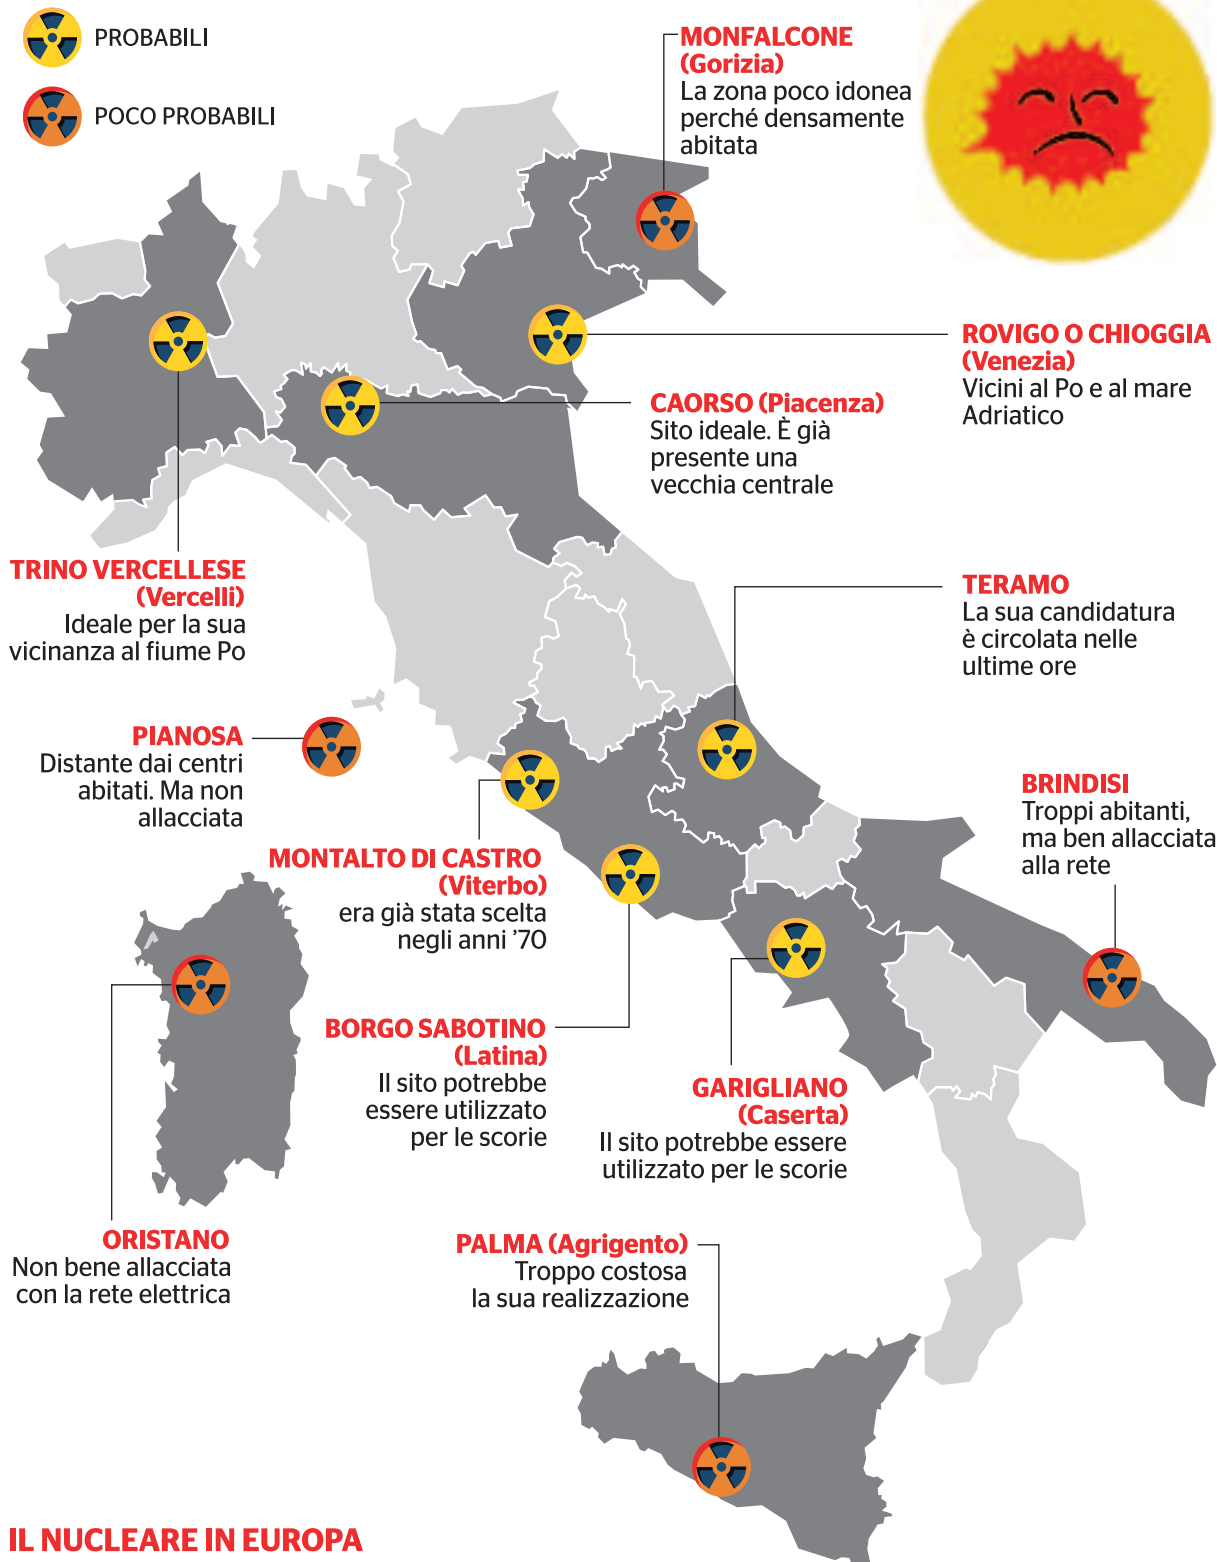 PROBABILI
POCO PROBABILI
MONFALCONE
(Gorizia)
La zona poco idonea
perché densamente
abitata
ROVIGO O CHIOGGIA
(Venezia)
Vicini al Po e al mare
Adriatico
CAORSO (Piacenza)
Sito ideale. È già
presente una
vecchia centrale
TRINO VERCELLESE
(Vercelli)
Ideale per la sua
vicinanza al fiume Po
TERAMO
La sua candidatura
è circolata nelle
ultime ore
PIANOSA
Distante dai centri
abitati. Ma non
allacciata
BRINDISI
Troppi abitanti,
ma ben allacciata
alla rete
MONTALTO DI CASTRO
(Viterbo)
era già stata scelta
negli anni '70
BORGO SABOTINO
(Latina)
Il sito potrebbe
essere utilizzato
per le scorie
GARIGLIANO
(Caserta)
Il sito potrebbe essere
utilizzato per le scorie
ORISTANO
Non bene allacciata
con la rete elettrica
PALMA (Agrigento)
Troppo costosa
la sua realizzazione
IL NUCLEARE IN EUROPA